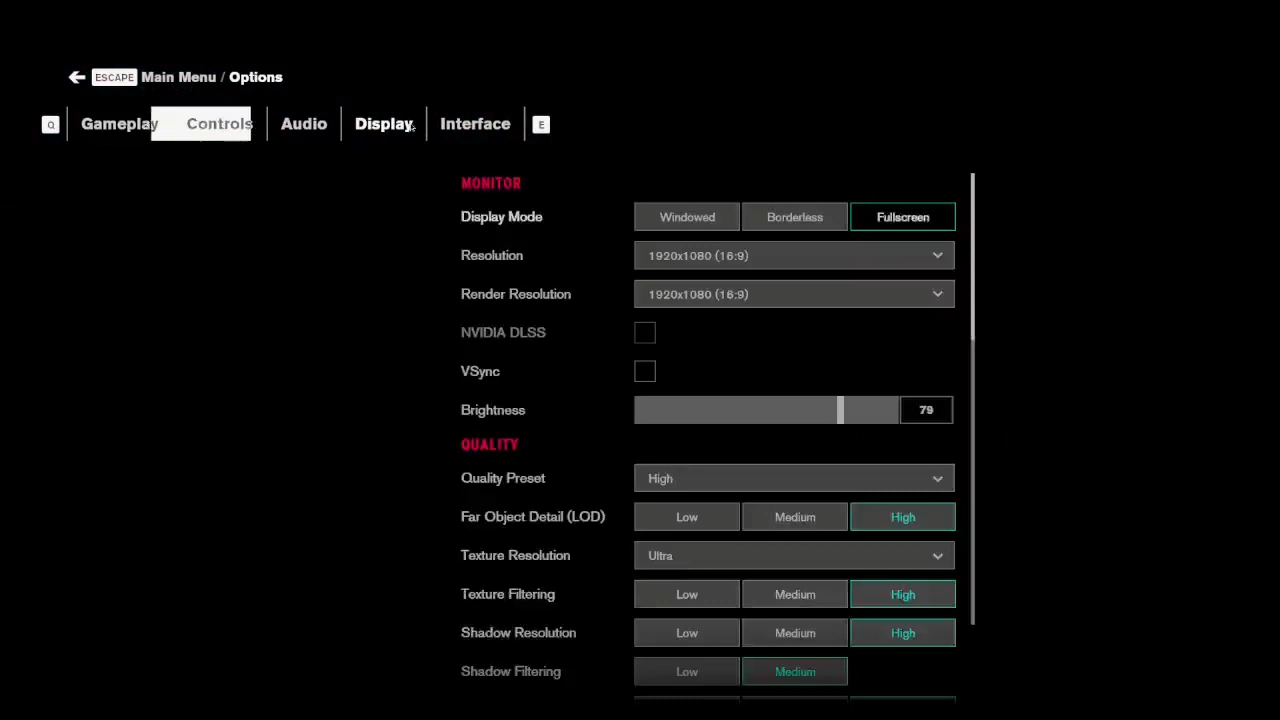 ESCAPE Main Menu / Options
Q Gameplay Controls Audio Display Interface E
MONITOR
Display Mode Windowed Borderless Fullscreen
Resolution 1920x1080 (16:9)
Render Resolution 1920x1080 (16:9)
NVIDIA DLSS
VSync
Brightness 79
QUALITY
Quality Preset High
Far Object Detail (LOD) Low Medium High
Texture Resolution Ultra
Texture Filtering Low Medium High
Shadow Resolution Low Medium High
Shadow Filtering Low Medium